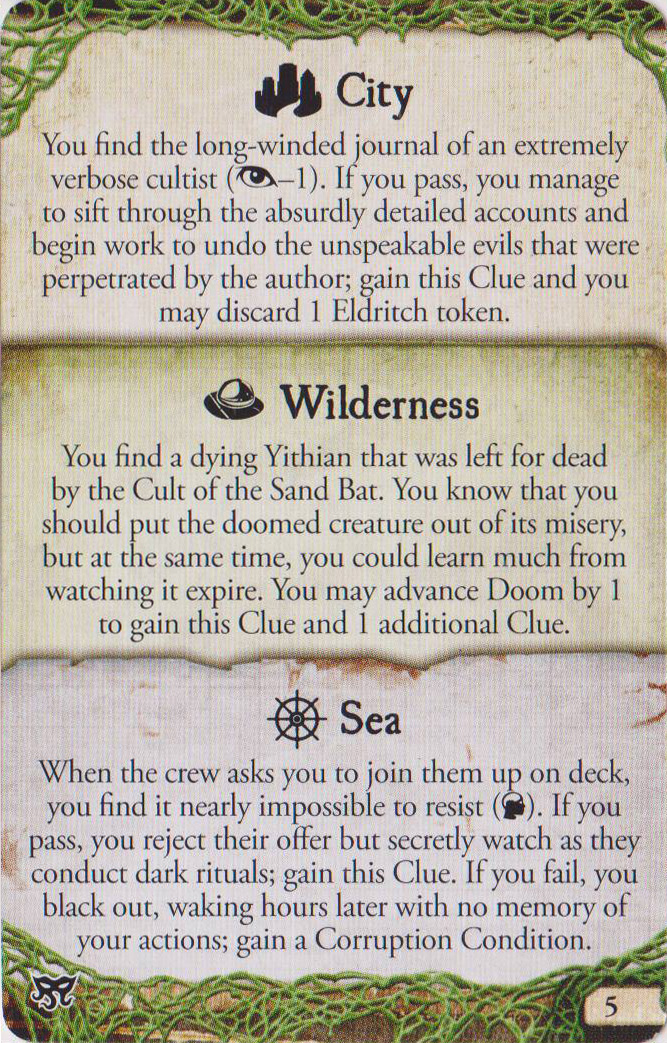 City
You find the long-winded journal of an extremely
verbose cultist (–1). If you pass, you manage
to sift through the absurdly detailed accounts and
begin work to undo the unspeakable evils that were
perpetrated by the author; gain this Clue and you
may discard 1 Eldritch token.
Wilderness
You find a dying Yithian that was left for dead
by the Cult of the Sand Bat. You know that you
should put the doomed creature out of its misery,
but at the same time, you could learn much from
watching it expire. You may advance Doom by 1
to gain this Clue and 1 additional Clue.
Sea
When the crew asks you to join them up on deck,
you find it nearly impossible to resist (). If you
pass, you reject their offer but secretly watch as they
conduct dark rituals; gain this Clue. If you fail, you
black out, waking hours later with no memory of
your actions; gain a Corruption Condition.
5